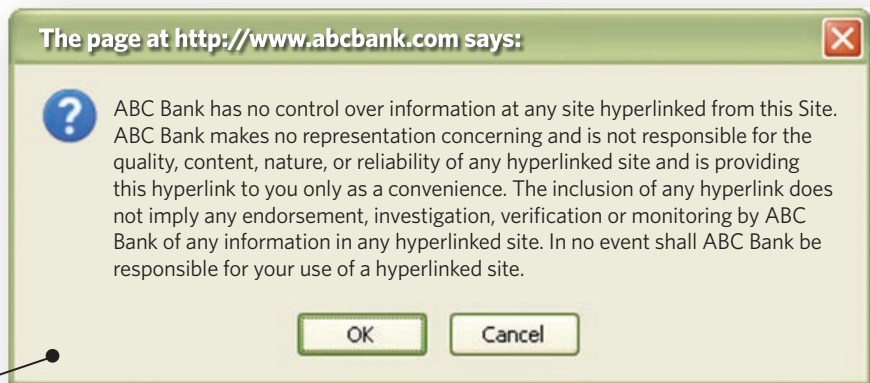 The page at http://www.abcbank.com says:
ABC Bank has no control over information at any site hyperlinked from this Site.
ABC Bank makes no representation concerning and is not responsible for the
quality, content, nature, or reliability of any hyperlinked site and is providing
this hyperlink to you only as a convenience. The inclusion of any hyperlink does
not imply any endorsement, investigation, verification or monitoring by ABC
Bank of any information in any hyperlinked site. In no event shall ABC Bank be
responsible for your use of a hyperlinked site.
OK Cancel